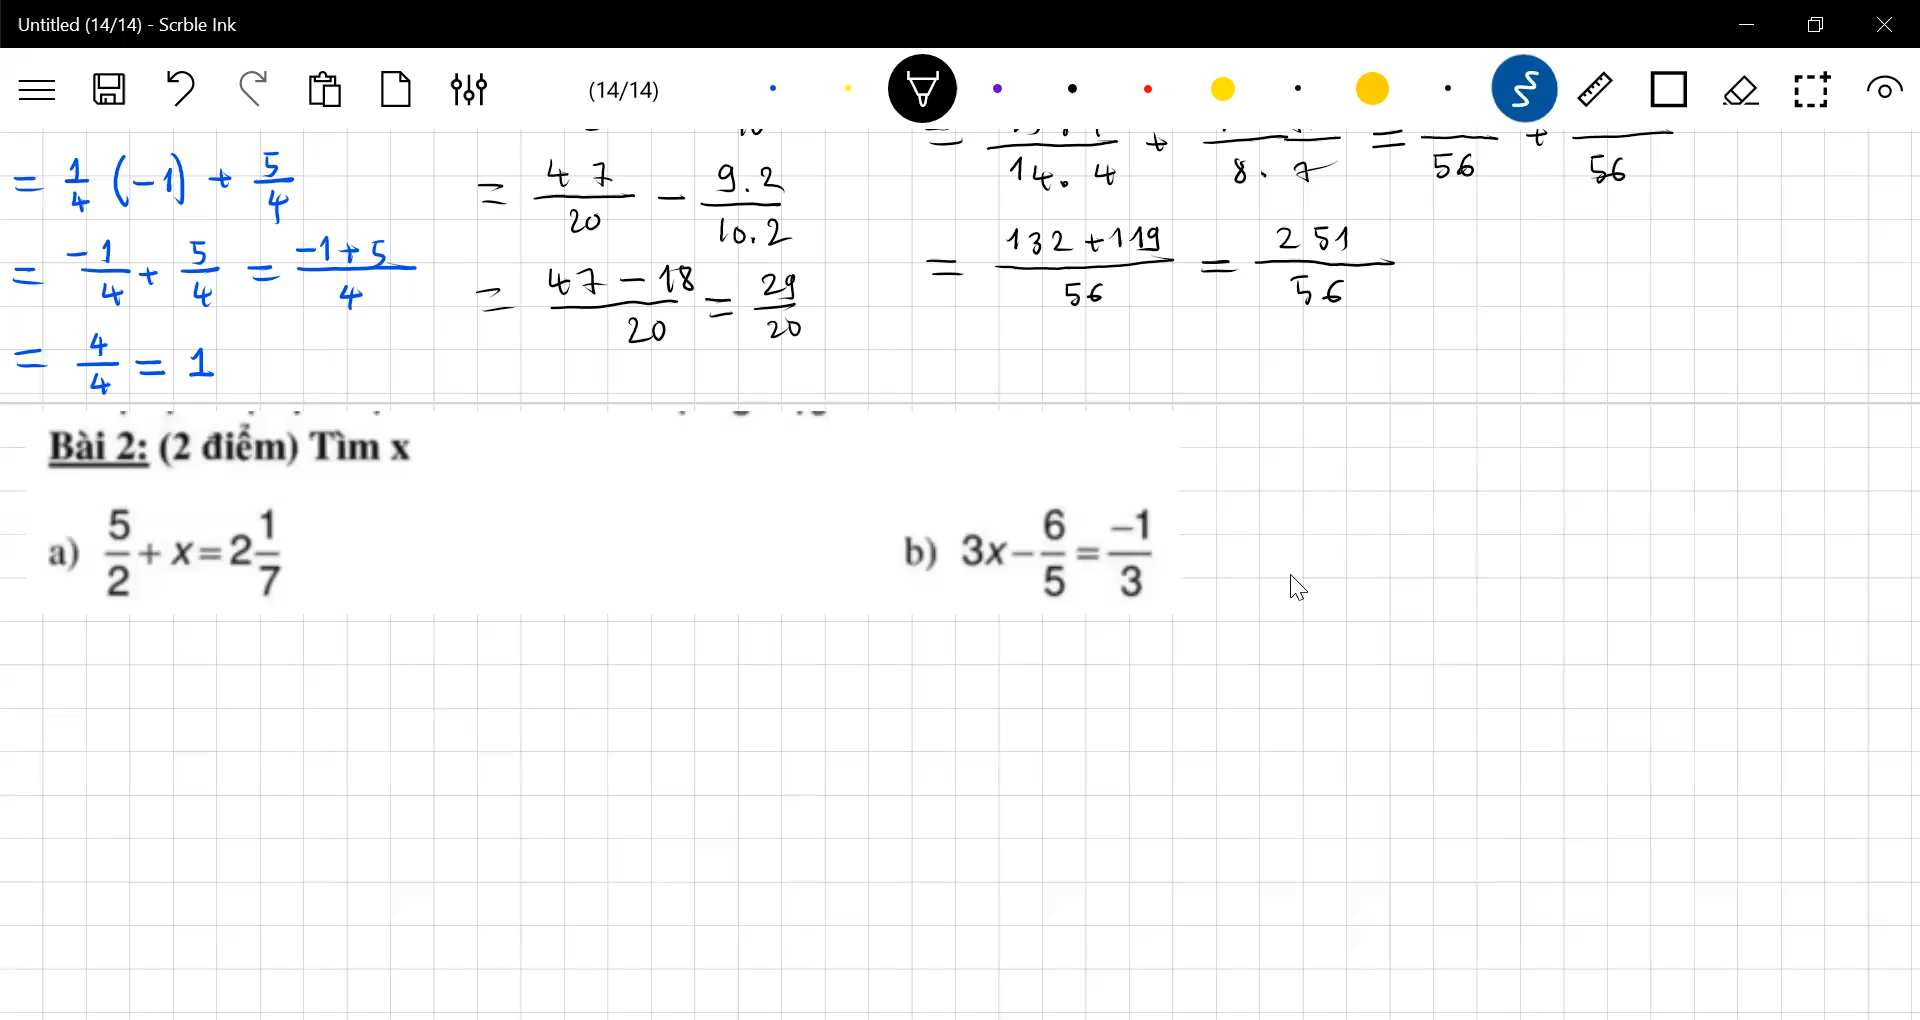 Untitled (14/14) - Scrble Ink
(14/14)
= 1/4 (-1) + 5/4
= -1/4 + 5/4 = -1+5/4
= 4/4 = 1
= 47/20 - 9.2/10.2
= 47-18/20 = 29/20
14.4 + 8.7 = 56 + 56
= 132+119/56 = 251/56
Bài 2: (2 điểm) Tìm x
a) 5/2 + x = 2 1/7
b) 3x - 6/5 = -1/3